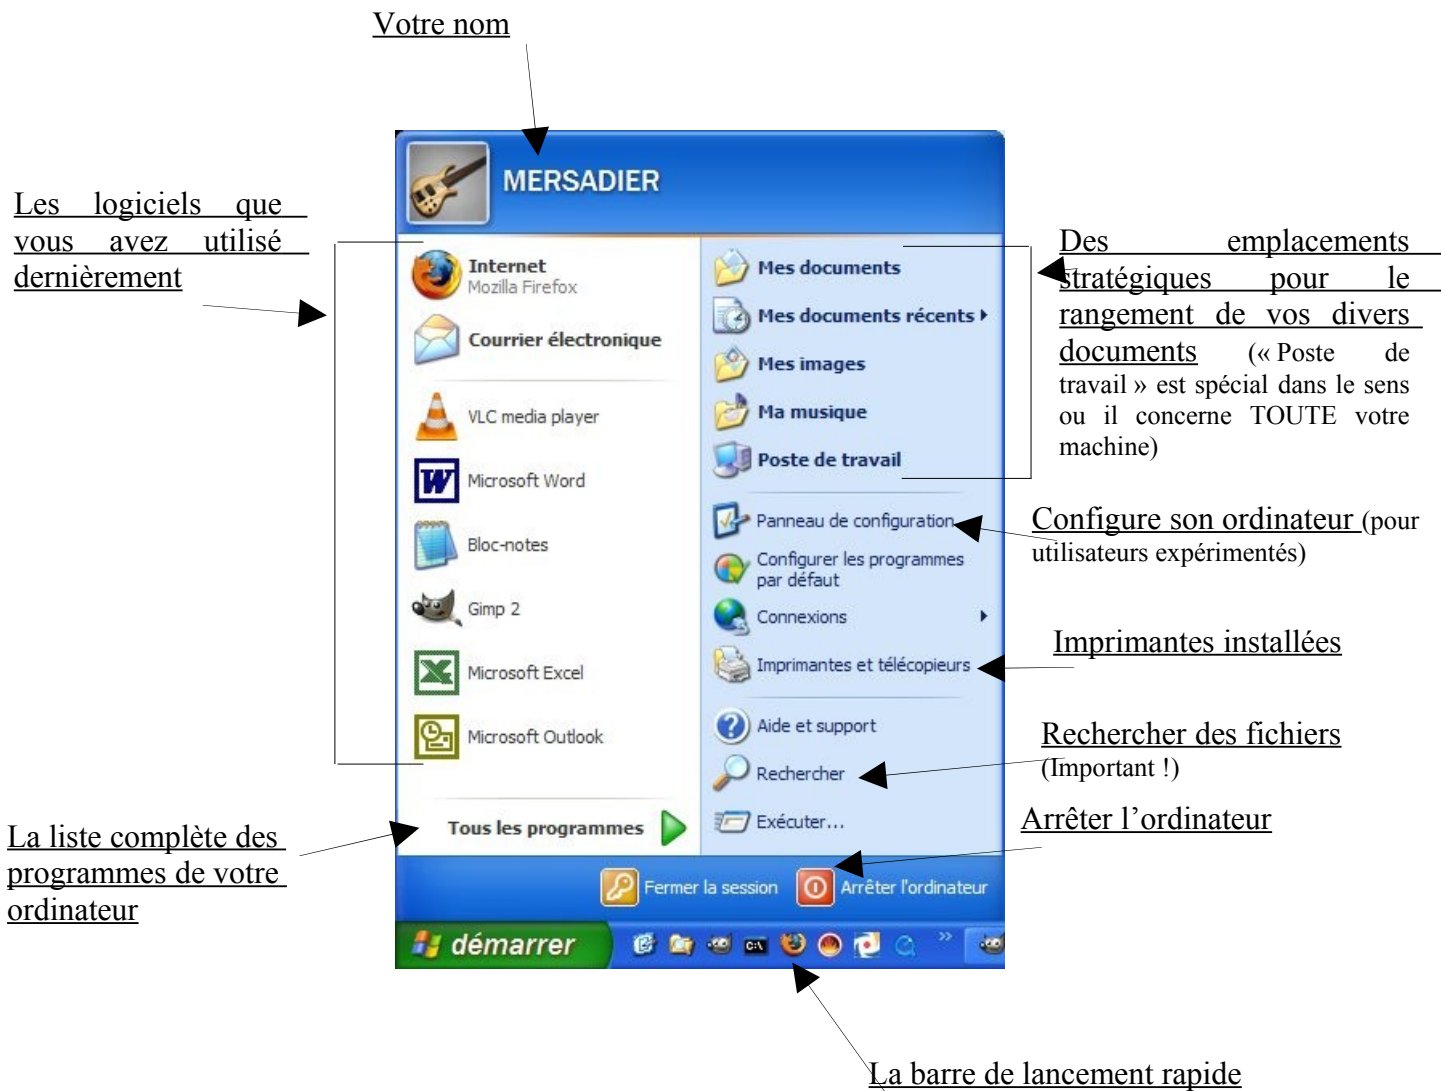 Votre nom
MERSADIER
Les logiciels que
vous avez utilisé
dernièrement
Internet
Mozilla Firefox
Courrier électronique
VLC media player
Microsoft Word
Bloc-notes
Gimp 2
Microsoft Excel
Microsoft Outlook
Tous les programmes
La liste complète des
programmes de votre
ordinateur
Mes documents
Mes documents récents
Mes images
Ma musique
Poste de travail
Panneau de configuration
Configurer les programmes
par défaut
Connexions
Imprimantes et télécopieurs
Aide et support
Rechercher
Exécuter...
Des emplacements
stratégiques pour le
rangement de vos divers
documents (« Poste de
travail » est spécial dans le sens
ou il concerne TOUTE votre
machine)
Configure son ordinateur (pour
utilisateurs expérimentés)
Imprimantes installées
Rechercher des fichiers
(Important !)
Arrêter l’ordinateur
Fermer la session
Arrêter l'ordinateur
démarrer
C:\
La barre de lancement rapide